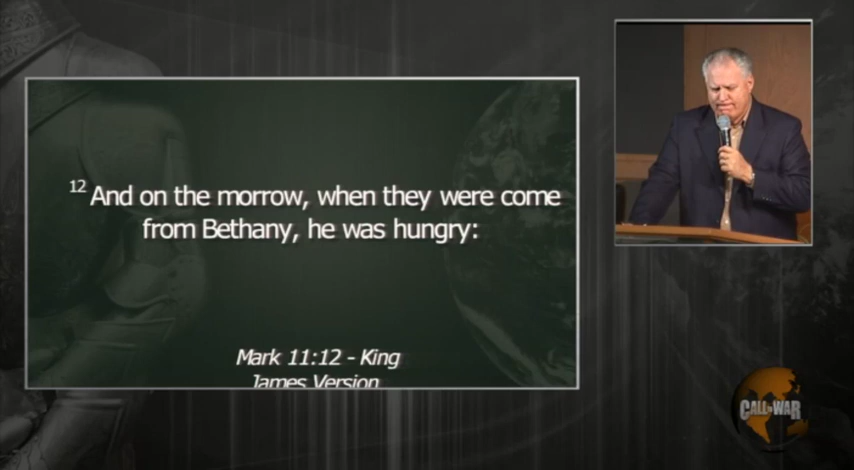 12 And on the morrow, when they were come
from Bethany, he was hungry:
Mark 11:12 - King
James Version
CALL TO WAR